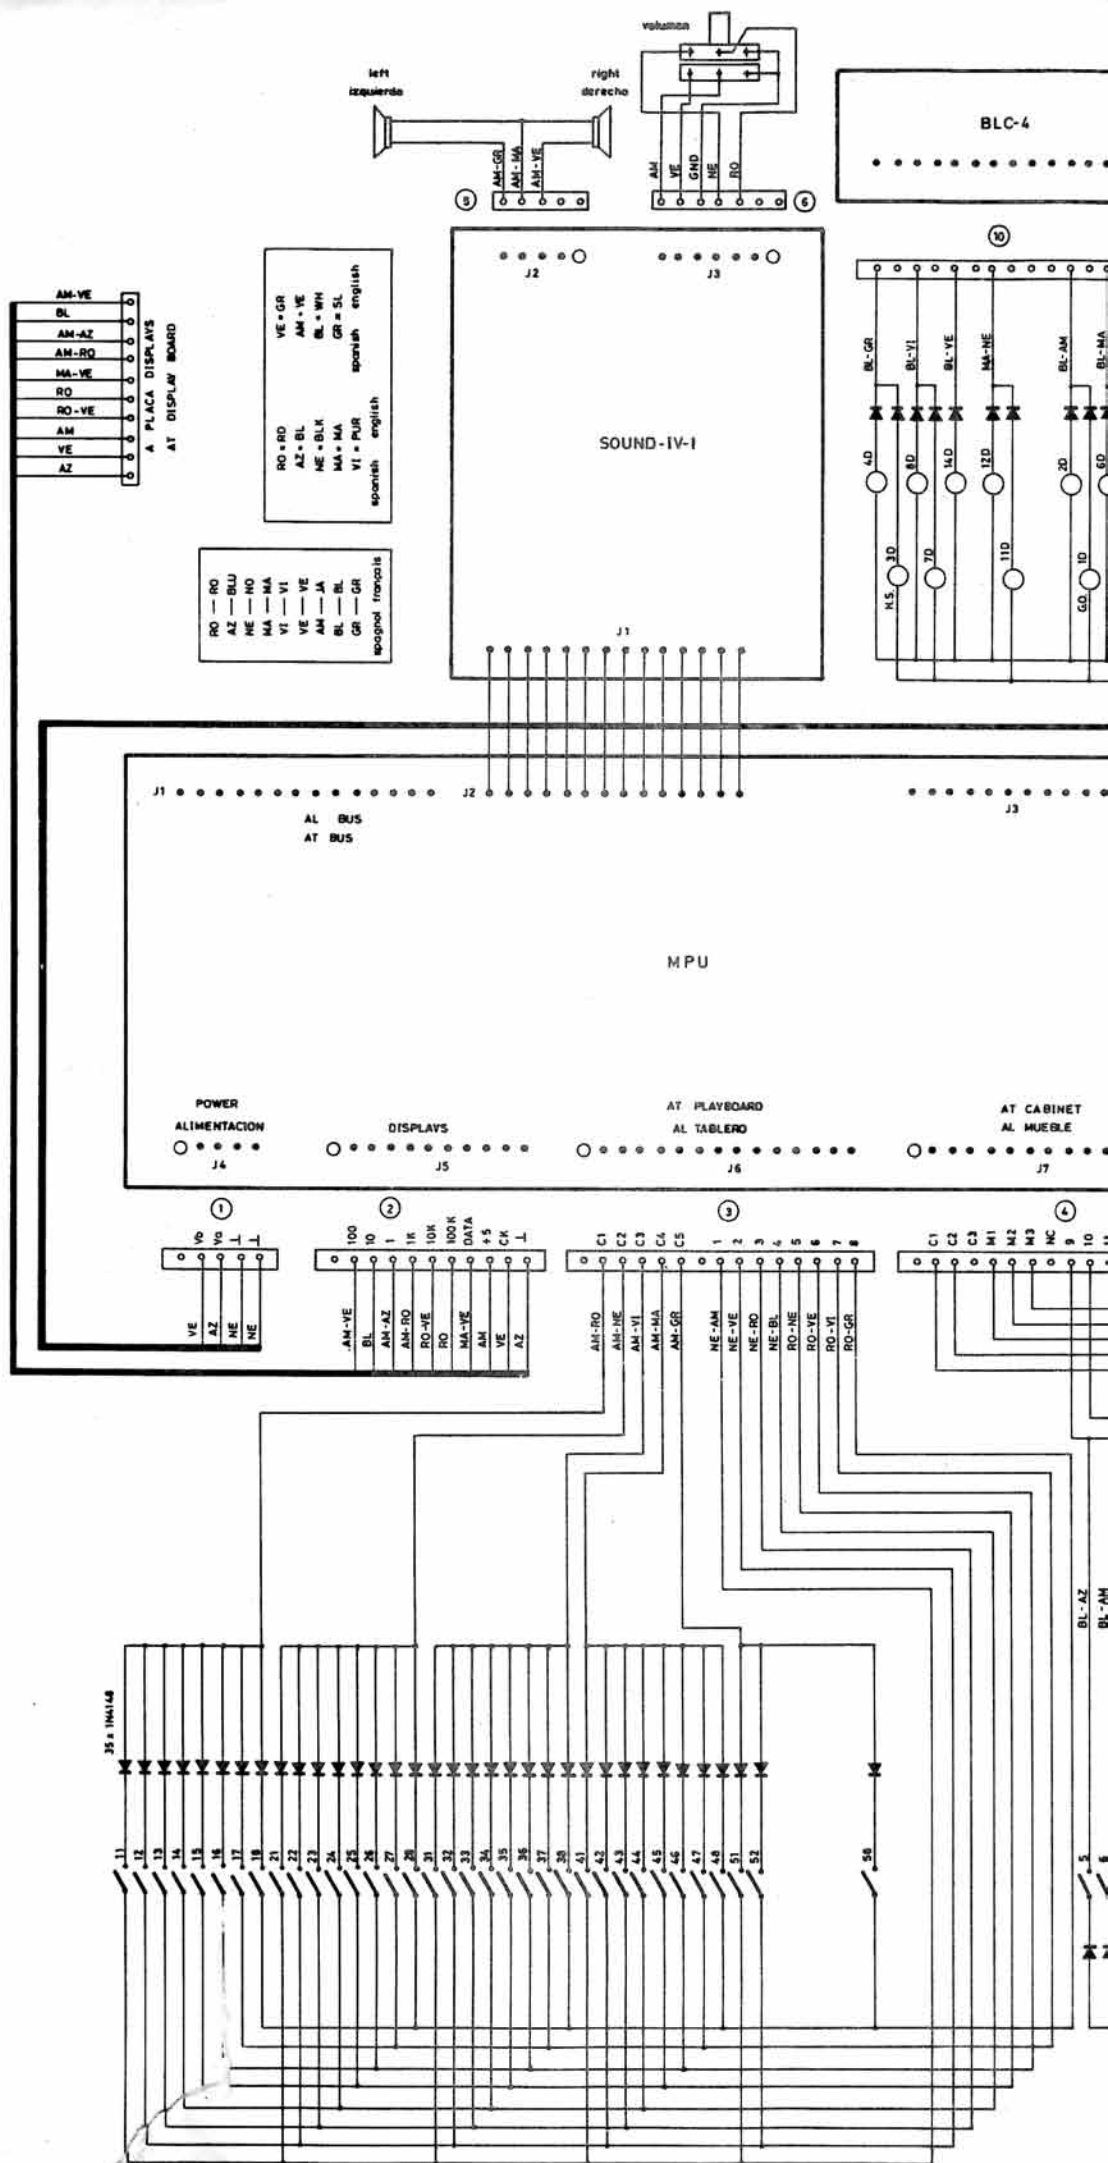 volumen
left
izquierdo
right
derecho
BLC-4
AM-GR
AM-MA
AM-VE
AM
VE
GND
NE
RO
5
6
10
J2
J3
SOUND-IV-I
J1
AM-VE
BL
AM-AZ
AM-RO
MA-VE
RO
RO-VE
AM
VE
AZ
A PLACA DISPLAYS
AT DISPLAY BOARD
RO = RD
AZ = BL
NE = BLK
MA = MA
VI = PUR
spanish english
VE = GR
AM = YE
BL = WH
GR = SL
spanish english
RO — RO
AZ — BLU
NE — NO
MA — MA
VI — VI
VE — VE
AM — JA
BL — BL
GR — GR
spagnol français
BL-GR
BL-VI
BL-VE
MA-NE
BL-AM
BL-MA
4D
8D
14D
12D
2D
6D
H.S.
3D
7D
11D
G.O.
1D
J1
J2
J3
AL BUS
AT BUS
MPU
POWER
ALIMENTACION
J4
DISPLAYS
J5
AT PLAYBOARD
AL TABLERO
J6
AT CABINET
AL MUEBLE
J7
1
2
3
4
Vb
Va
⊥
⊥
100
10
1
1K
10K
100K
DATA
+5
CK
⊥
C1
C2
C3
C4
C5
1
2
3
4
5
6
7
8
C1
C2
C3
M1
M2
M3
NC
9
10
11
VE
AZ
NE
NE
AM-VE
BL
AM-AZ
AM-RO
RO-VE
RO
MA-VE
AM
VE
AZ
AM-RO
AM-NE
AM-VI
AM-MA
AM-GR
NE-AM
NE-VE
NE-RO
NE-BL
RO-NE
RO-VE
RO-VI
RO-GR
BL-AZ
BL-AM
35 x 1N4148
11
12
13
14
15
16
17
18
21
22
23
24
25
26
27
28
31
32
33
34
35
36
37
38
41
42
43
44
45
46
47
48
51
52
58
5
6